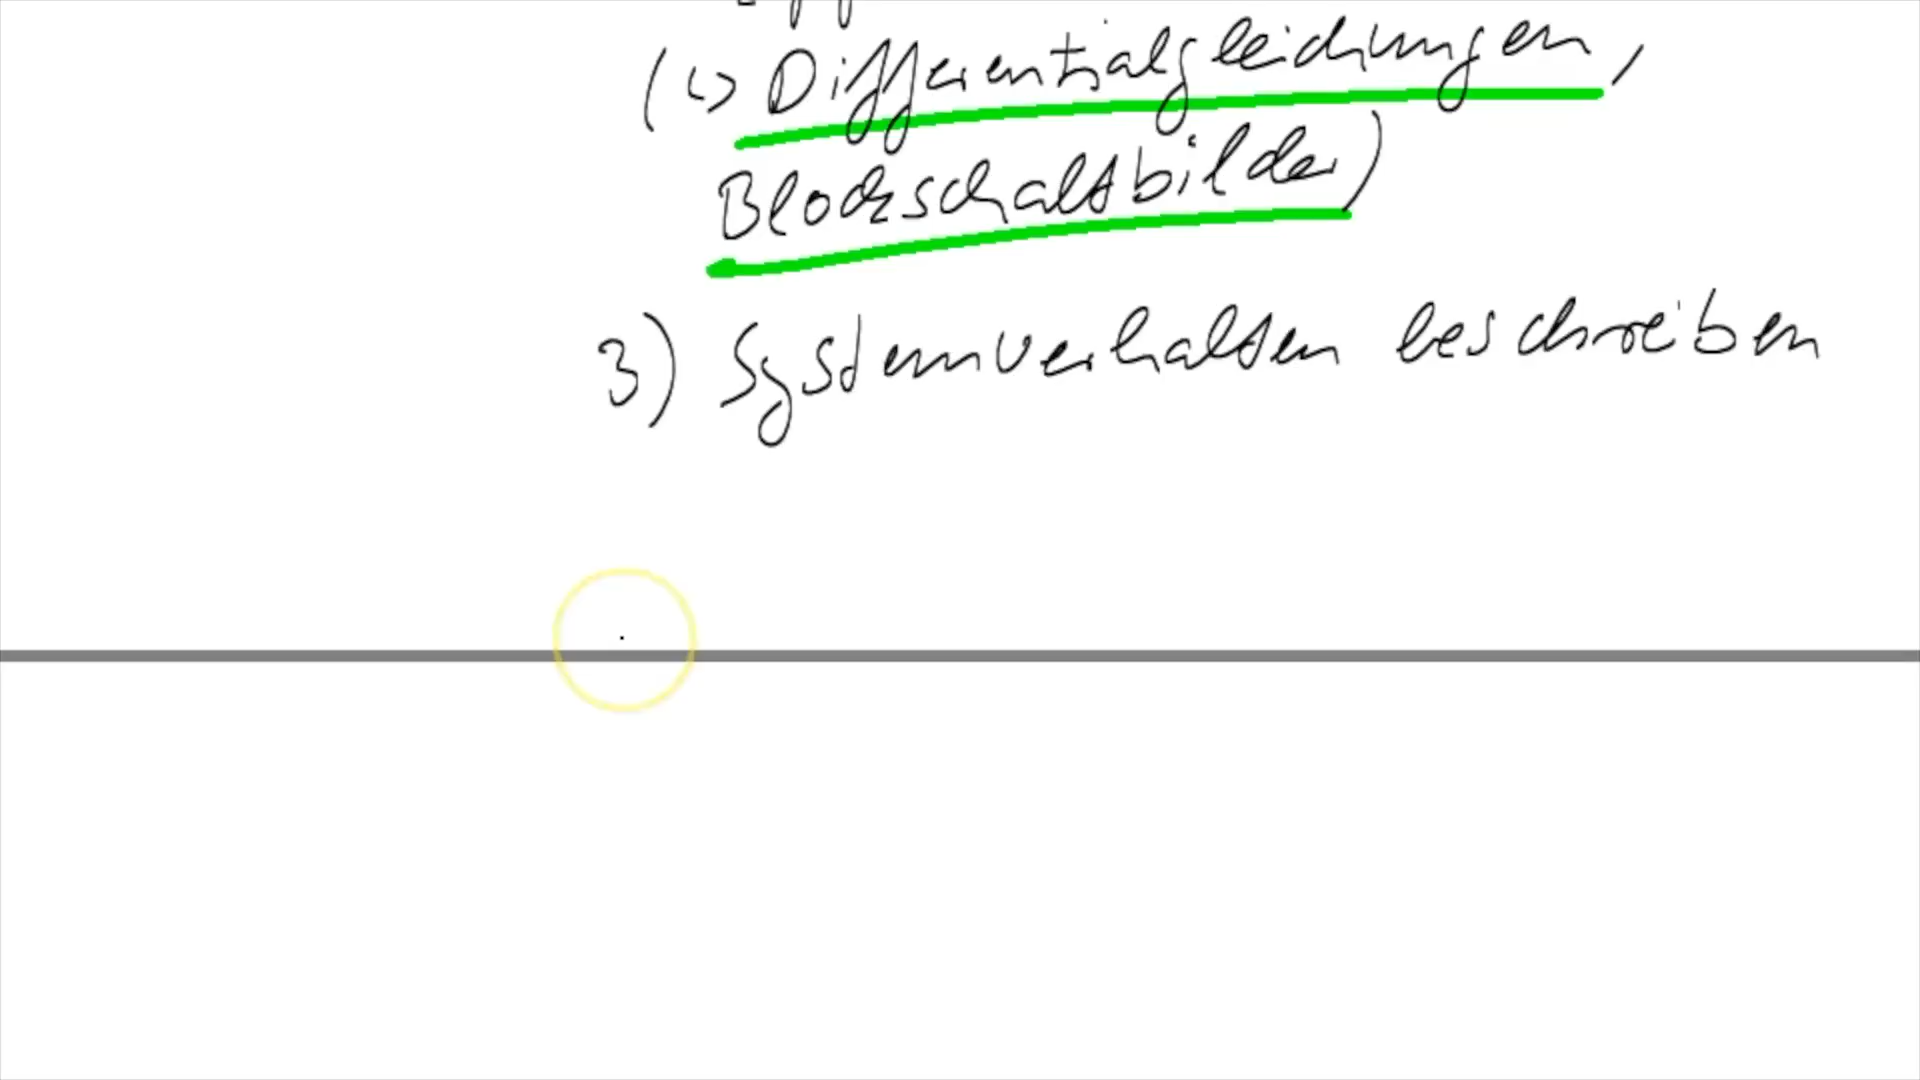 (↳ Differentialgleichungen,
Blockschaltbilder)
3) Systemverhalten beschreiben